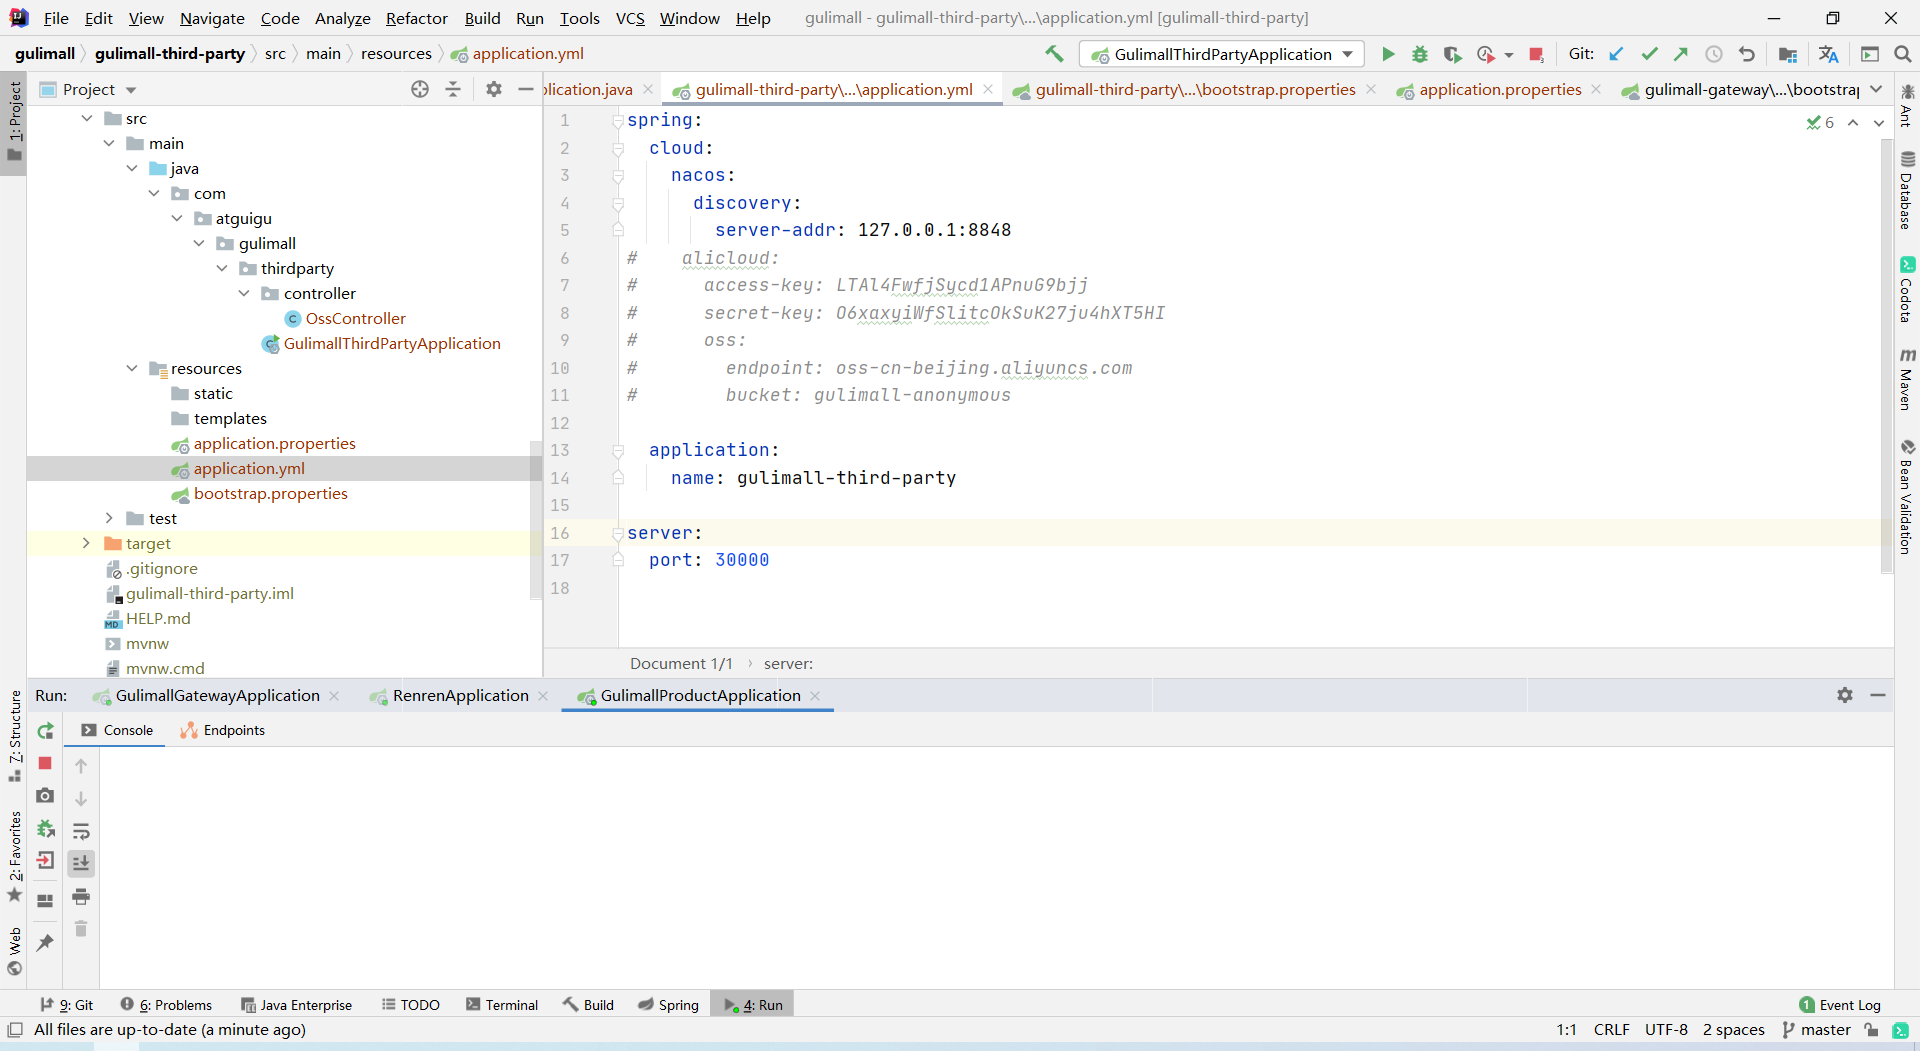 File Edit View Navigate Code Analyze Refactor Build Run Tools VCS Window Help gulimall - gulimall-third-party\...\application.yml [gulimall-third-party]
gulimall gulimall-third-party src main resources application.yml GulimallThirdPartyApplication Git:
1: Project
Project
plication.java gulimall-third-party\...\application.yml gulimall-third-party\...\bootstrap.properties application.properties gulimall-gateway\...\bootstrap
src
main
java
com
atguigu
gulimall
thirdparty
controller
OssController
GulimallThirdPartyApplication
resources
static
templates
application.properties
application.yml
bootstrap.properties
test
target
.gitignore
gulimall-third-party.iml
HELP.md
mvnw
mvnw.cmd
1 spring:
2 cloud:
3 nacos:
4 discovery:
5 server-addr: 127.0.0.1:8848
6 # alicloud:
7 # access-key: LTAl4FwfjSycd1APnuG9bjj
8 # secret-key: O6xaxyiWfSlitcOkSuK27ju4hXT5HI
9 # oss:
10 # endpoint: oss-cn-beijing.aliyuncs.com
11 # bucket: gulimall-anonymous
12
13 application:
14 name: gulimall-third-party
15
16 server:
17 port: 30000
18
6
Document 1/1 › server:
Ant
Database
Codota
Maven
Bean Validation
Run: GulimallGatewayApplication RenrenApplication GulimallProductApplication
Console Endpoints
7: Structure
2: Favorites
Web
9: Git 6: Problems Java Enterprise TODO Terminal Build Spring 4: Run 1 Event Log
All files are up-to-date (a minute ago) 1:1 CRLF UTF-8 2 spaces master